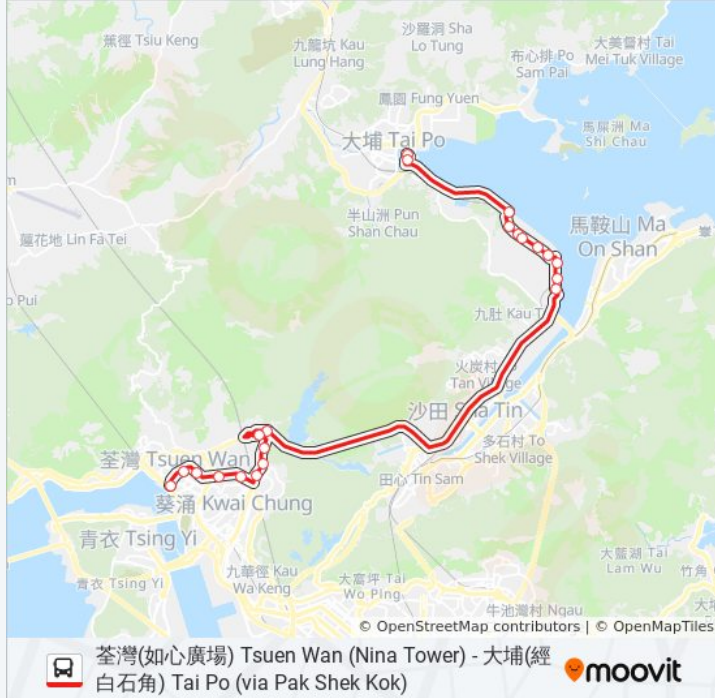 蕉徑 Tsiu Keng
九龍坑 Kau
Lung Hang
沙羅洞 Sha
Lo Tung
布心排 Po
Sam Pai
大美督村 Tai
Mei Tuk Village
鳳園 Fung Yuen
大埔 Tai Po
馬屎洲 Ma
Shi Chau
半山洲 Pun
Shan Chau
馬鞍山 Ma
On Shan
蓮花地 Lin Fa Tei
o Pui
九肚 Kau T
火炭村
Tan Village
沙田 Sha Tin
多石村 To
Shek Village
荃灣 Tsuen Wan
田心 Tin Sam
葵涌 Kwai Chung
青衣 Tsing Yi
大藍湖 Tai
Lam Wu
竹角
九華徑 Kau
Wa Keng
青衣 Tsing Yi
大富坪 Tai
Wo Ping
牛池灣村 Ngau
© OpenStreetMap contributors | © OpenMapTiles
荃灣(如心廣場) Tsuen Wan (Nina Tower) - 大埔(經
白石角) Tai Po (via Pak Shek Kok)
moovit